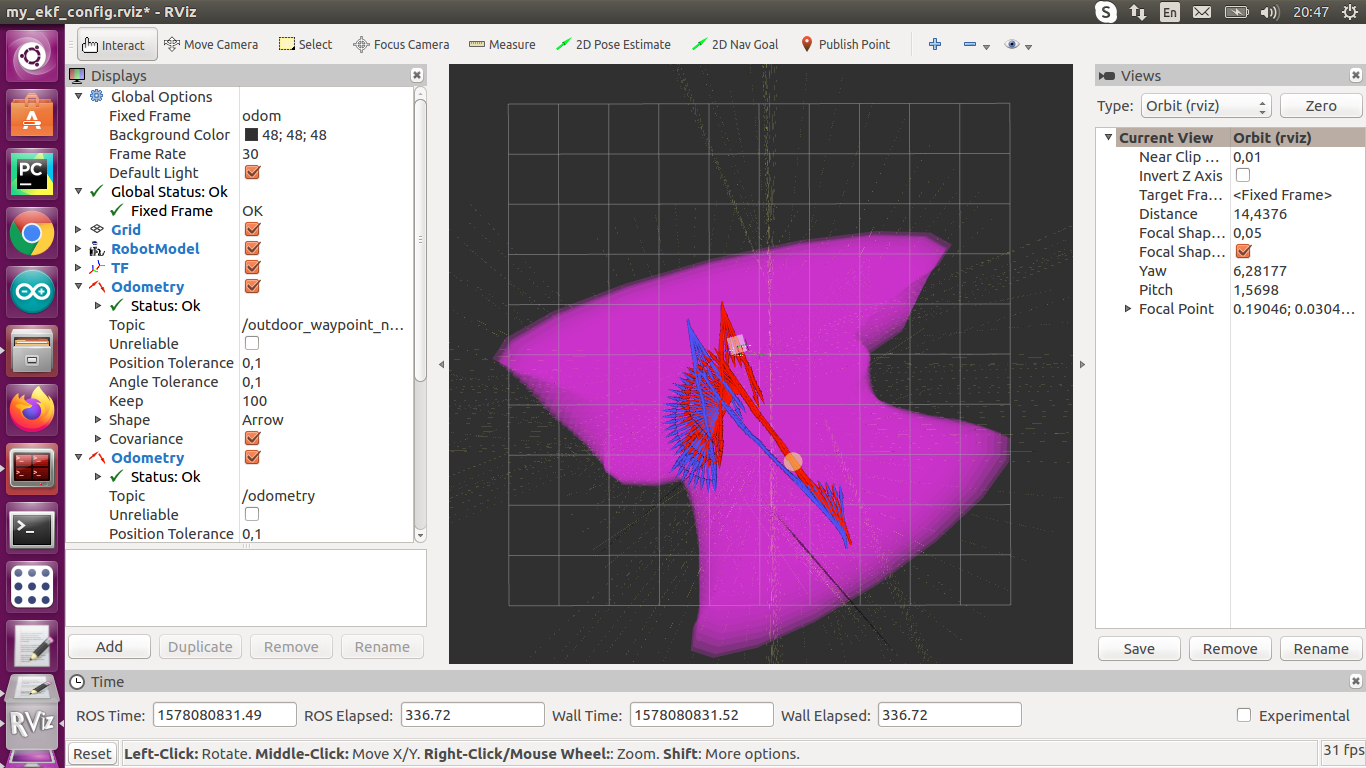 my_ekf_config.rviz* - RViz
En
20:47
Interact
Move Camera
Select
Focus Camera
Measure
2D Pose Estimate
2D Nav Goal
Publish Point
Displays
Global Options
Fixed Frame odom
Background Color 48; 48; 48
Frame Rate 30
Default Light
Global Status: Ok
Fixed Frame OK
Grid
RobotModel
TF
Odometry
Status: Ok
Topic /outdoor_waypoint_n...
Unreliable
Position Tolerance 0,1
Angle Tolerance 0,1
Keep 100
Shape Arrow
Covariance
Odometry
Status: Ok
Topic /odometry
Unreliable
Position Tolerance 0,1
Add
Duplicate
Remove
Rename
Views
Type: Orbit (rviz) Zero
Current View Orbit (rviz)
Near Clip ... 0,01
Invert Z Axis
Target Fra... <Fixed Frame>
Distance 14,4376
Focal Shap... 0,05
Focal Shap...
Yaw 6,28177
Pitch 1,5698
Focal Point 0.19046; 0.0304...
Save
Remove
Rename
Time
ROS Time: 1578080831.49 ROS Elapsed: 336.72 Wall Time: 1578080831.52 Wall Elapsed: 336.72 Experimental
Reset Left-Click: Rotate. Middle-Click: Move X/Y. Right-Click/Mouse Wheel:: Zoom. Shift: More options. 31 fps
PC
RViz